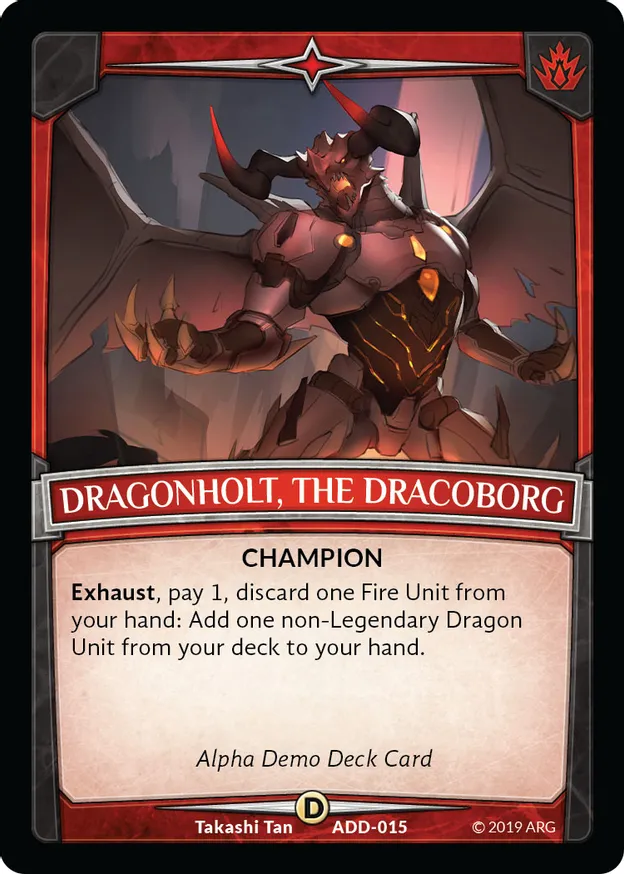 DRAGONHOLT, THE DRACOBORG
CHAMPION
Exhaust, pay 1, discard one Fire Unit from
your hand: Add one non-Legendary Dragon
Unit from your deck to your hand.
Alpha Demo Deck Card
D
Takashi Tan ADD-015 © 2019 ARG